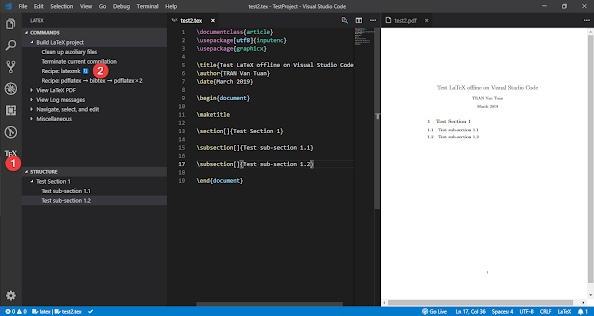 File Edit Selection View Go Debug Terminal Help
test2.tex - TestProject - Visual Studio Code
LATEX
COMMANDS
Build LaTeX project
Clean up auxiliary files
Terminate current compilation
Recipe: latexmk
2
Recipe: pdflatex → bibtex → pdflatex×2
View LaTeX PDF
View Log messages
Navigate, select, and edit
Miscellaneous
TEX
1
STRUCTURE
Test Section 1
Test sub-section 1.1
Test sub-section 1.2
test2.tex ×
1 \documentclass{article}
2 \usepackage[utf8]{inputenc}
3 \usepackage{graphicx}
4
5 \title{Test LaTeX offline on Visual Studio Code
6 \author{TRAN Van Tuan}
7 \date{March 2019}
8
9 \begin{document}
10
11 \maketitle
12
13 \section[]{Test Section 1}
14
15 \subsection[]{Test sub-section 1.1}
16
17 \subsection[]{Test sub-section 1.2}
18
19 \end{document}
test2.pdf ×
Test LaTeX offline on Visual Studio Code
TRAN Van Tuan
March 2019
1 Test Section 1
1.1 Test sub-section 1.1
1.2 Test sub-section 1.2
1
0 0 latex | test2.tex
Go Live Ln 17, Col 36 Spaces: 4 UTF-8 CRLF LaTeX 1